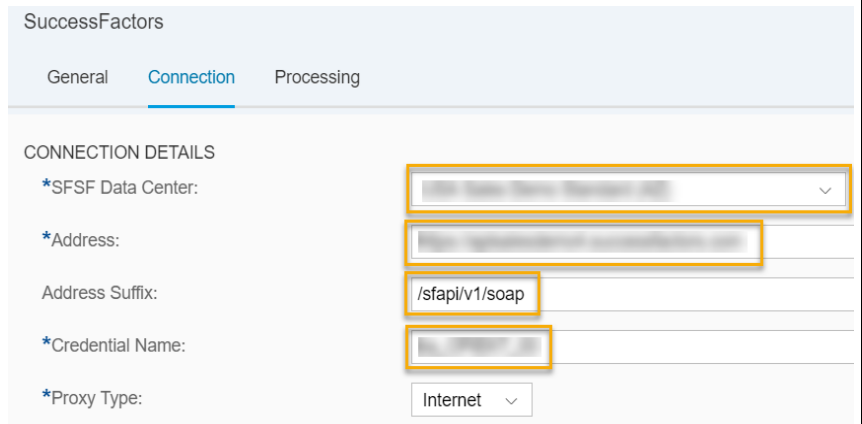 SuccessFactors
General Connection Processing
CONNECTION DETAILS
*SFSF Data Center:
*Address:
Address Suffix: /sfapi/v1/soap
*Credential Name:
*Proxy Type: Internet